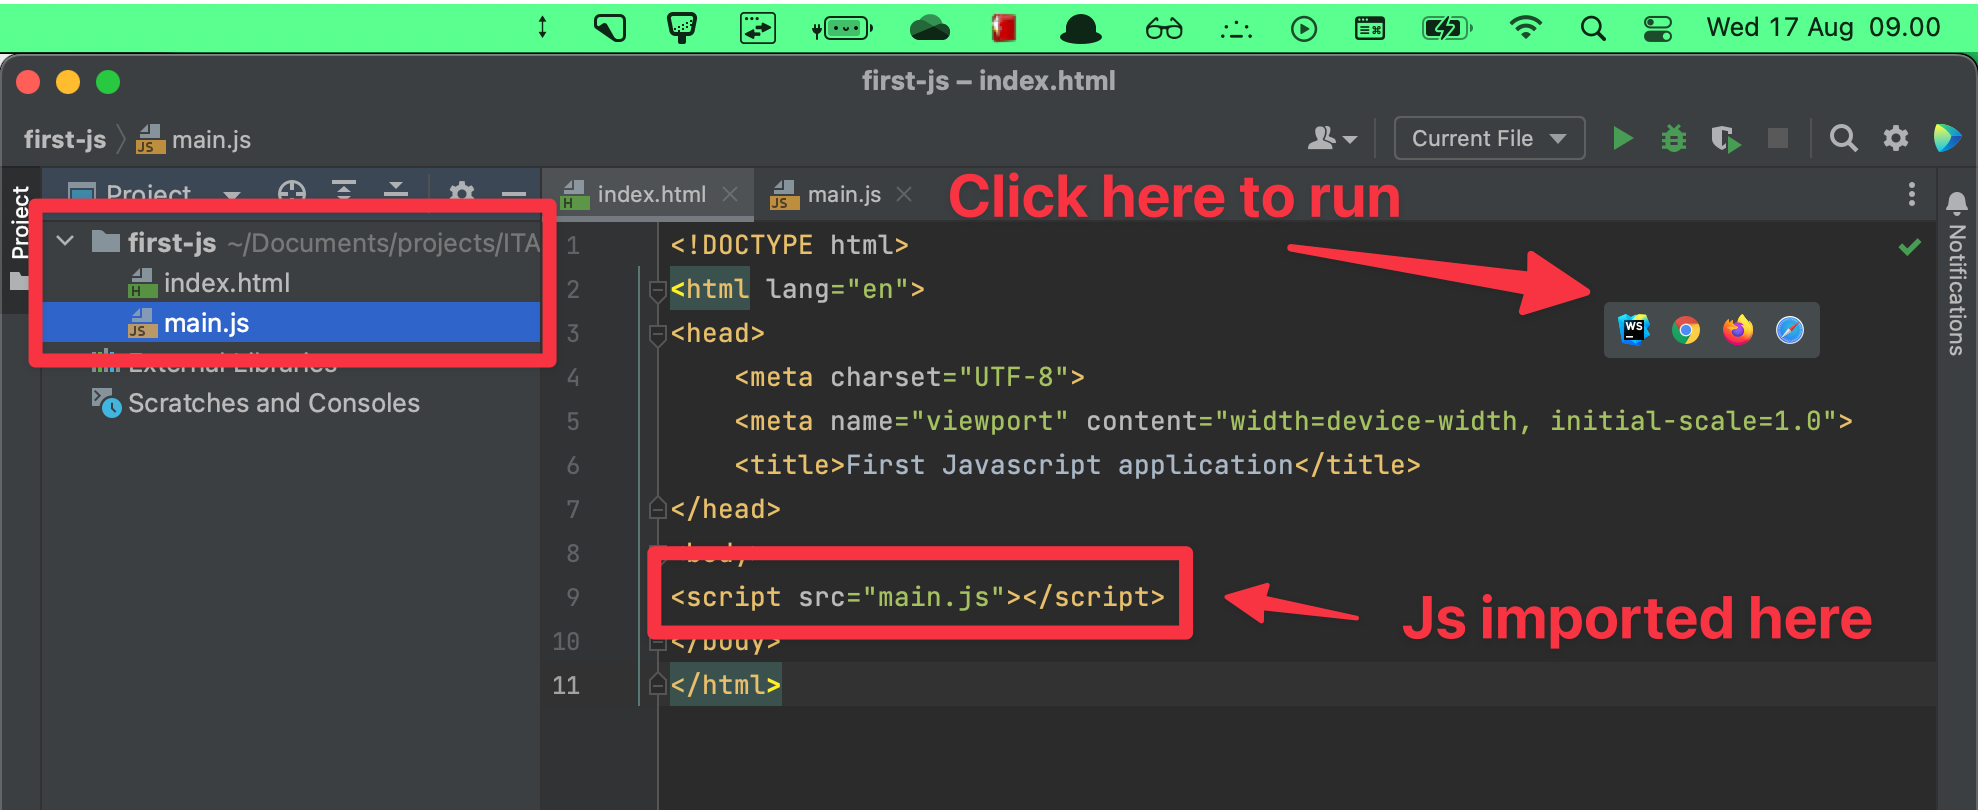 Wed 17 Aug 09.00
first-js – index.html
first-js
main.js
Current File
Project
Project
index.html
main.js
Click here to run
first-js ~/Documents/projects/ITA
index.html
main.js
External Libraries
Scratches and Consoles
Notifications
1 <!DOCTYPE html>
2 <html lang="en">
3 <head>
4 <meta charset="UTF-8">
5 <meta name="viewport" content="width=device-width, initial-scale=1.0">
6 <title>First Javascript application</title>
7 </head>
8 <body>
9 <script src="main.js"></script>
10 </body>
11 </html>
WS
Js imported here